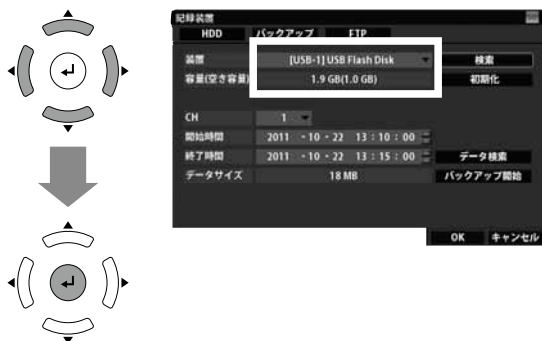 記録装置
HDD バックアップ FTP
装置 [USB-1] USB Flash Disk 検索
容量(空き容量) 1.9 GB(1.0 GB) 初期化
CH 1
開始時間 2011 - 10 - 22 13 : 10 : 00
終了時間 2011 - 10 - 22 13 : 15 : 00 データ検索
データサイズ 18 MB バックアップ開始
OK キャンセル